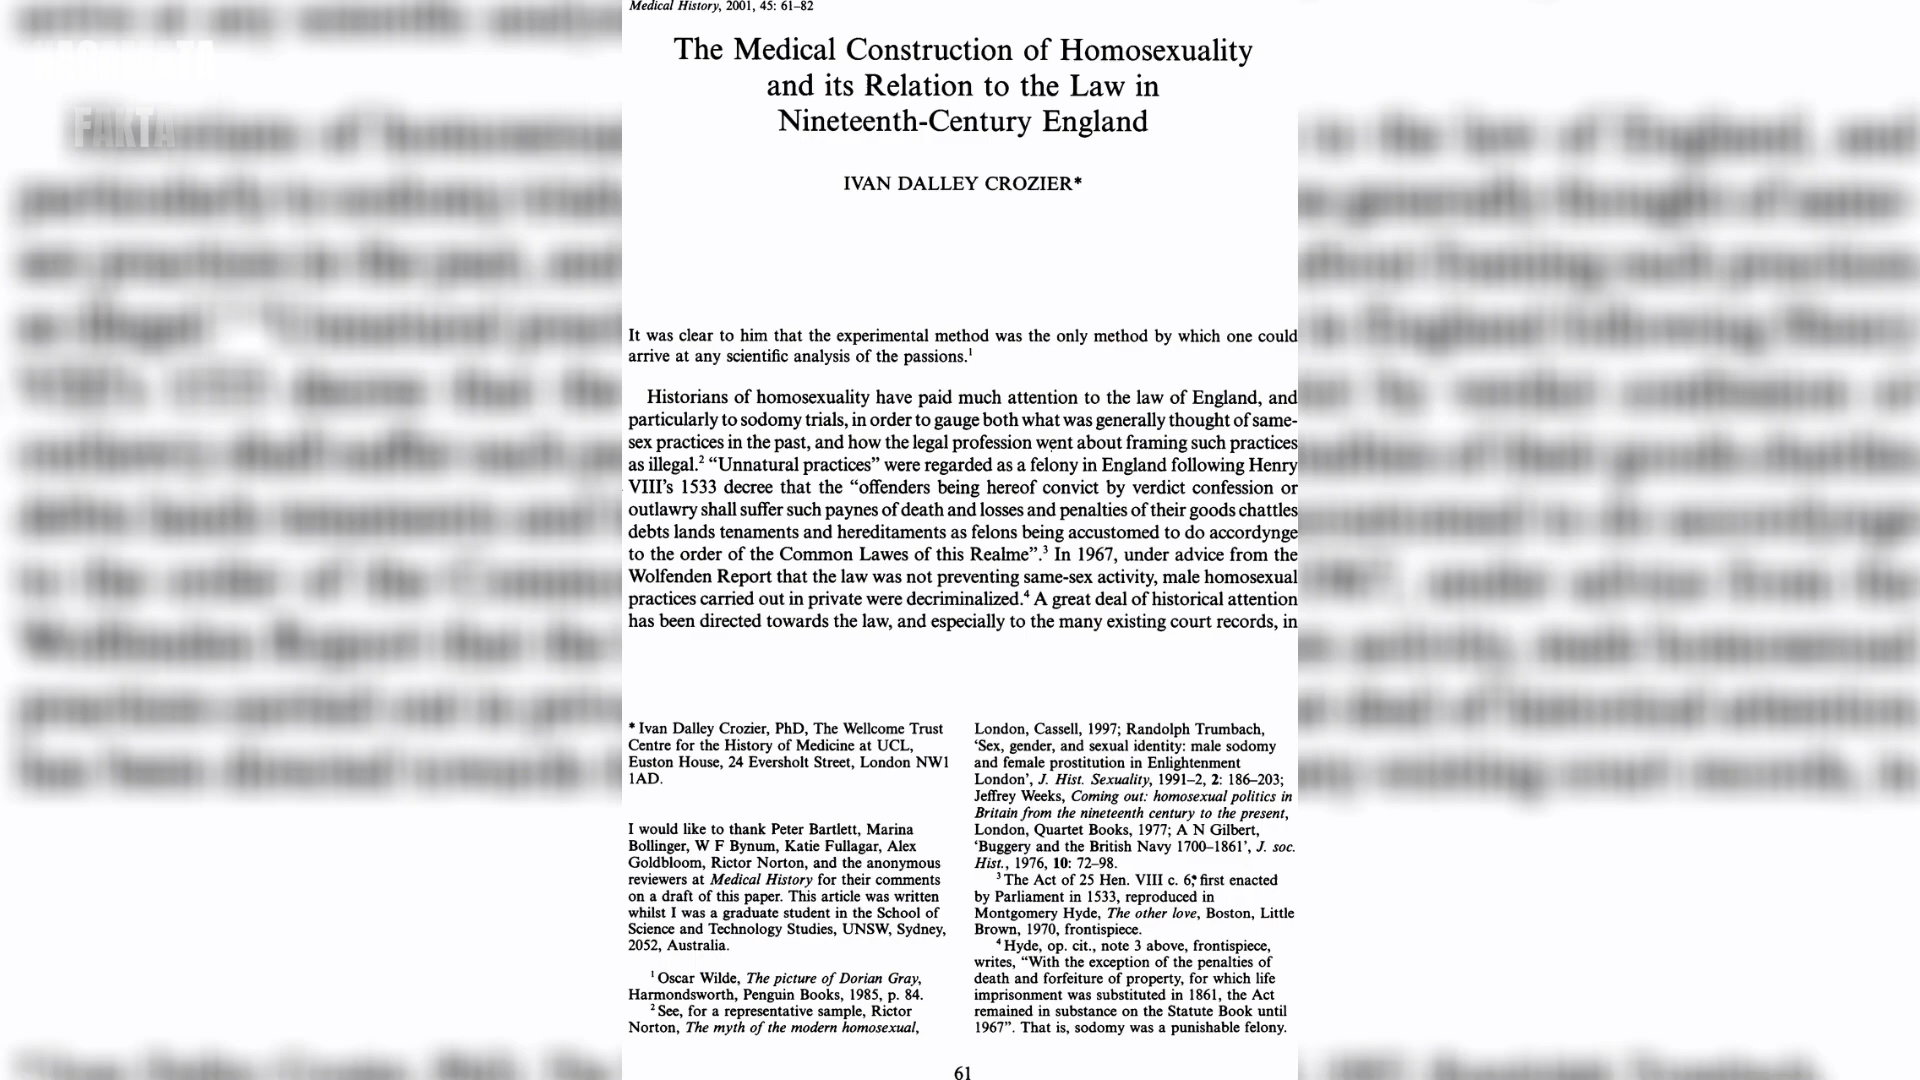 Medical History, 2001, 45: 61–82
The Medical Construction of Homosexuality
and its Relation to the Law in
Nineteenth-Century England
IVAN DALLEY CROZIER*
FAKTA
It was clear to him that the experimental method was the only method by which one could
arrive at any scientific analysis of the passions.¹
Historians of homosexuality have paid much attention to the law of England, and
particularly to sodomy trials, in order to gauge both what was generally thought of same-
sex practices in the past, and how the legal profession went about framing such practices
as illegal.² “Unnatural practices” were regarded as a felony in England following Henry
VIII’s 1533 decree that the “offenders being hereof convict by verdict confession or
outlawry shall suffer such paynes of death and losses and penalties of their goods chattles
debts lands tenaments and hereditaments as felons being accustomed to do accordynge
to the order of the Common Lawes of this Realme”.³ In 1967, under advice from the
Wolfenden Report that the law was not preventing same-sex activity, male homosexual
practices carried out in private were decriminalized.⁴ A great deal of historical attention
has been directed towards the law, and especially to the many existing court records, in
* Ivan Dalley Crozier, PhD, The Wellcome Trust
Centre for the History of Medicine at UCL,
Euston House, 24 Eversholt Street, London NW1
1AD.
I would like to thank Peter Bartlett, Marina
Bollinger, W F Bynum, Katie Fullagar, Alex
Goldbloom, Rictor Norton, and the anonymous
reviewers at Medical History for their comments
on a draft of this paper. This article was written
whilst I was a graduate student in the School of
Science and Technology Studies, UNSW, Sydney,
2052, Australia.
¹ Oscar Wilde, The picture of Dorian Gray,
Harmondsworth, Penguin Books, 1985, p. 84.
² See, for a representative sample, Rictor
Norton, The myth of the modern homosexual,
London, Cassell, 1997; Randolph Trumbach,
‘Sex, gender, and sexual identity: male sodomy
and female prostitution in Enlightenment
London’, J. Hist. Sexuality, 1991–2, 2: 186–203;
Jeffrey Weeks, Coming out: homosexual politics in
Britain from the nineteenth century to the present,
London, Quartet Books, 1977; A N Gilbert,
‘Buggery and the British Navy 1700–1861’, J. soc.
Hist., 1976, 10: 72–98.
³ The Act of 25 Hen. VIII c. 6, first enacted
by Parliament in 1533, reproduced in
Montgomery Hyde, The other love, Boston, Little
Brown, 1970, frontispiece.
⁴ Hyde, op. cit., note 3 above, frontispiece,
writes, “With the exception of the penalties of
death and forfeiture of property, for which life
imprisonment was substituted in 1861, the Act
remained in substance on the Statute Book until
1967”. That is, sodomy was a punishable felony.
61